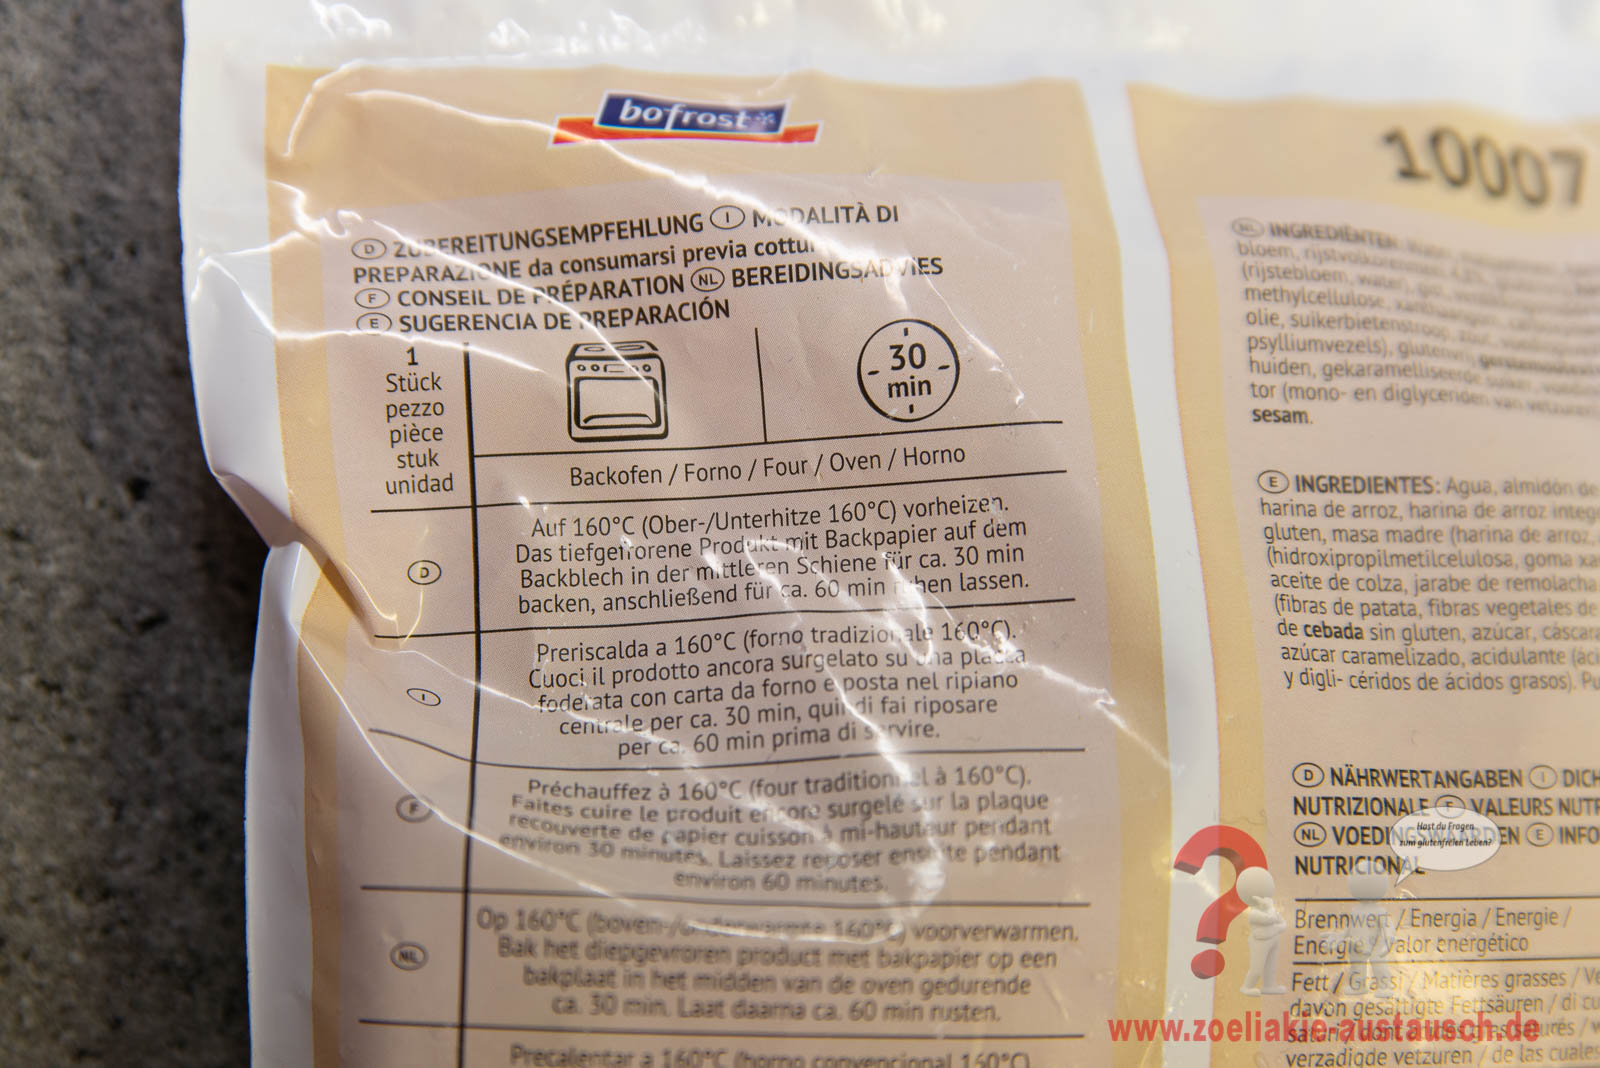 bofrost*
D ZUBEREITUNGSEMPFEHLUNG I MODALITÀ DI
PREPARAZIONE da consumarsi previa
F CONSEIL DE PRÉPARATION NL BEREIDINGSADVIES
E SUGERENCIA DE PREPARACIÓN
1
Stück
pezzo
pièce
stuk
unidad
30
min
Backofen / Forno / Four / Oven / Horno
D
Auf 160°C (Ober-/Unterhitze 160°C) vorheizen.
Das tiefgefrorene Produkt mit Backpapier auf dem
Backblech in der mittleren Schiene für ca. 30 min
backen, anschließend für ca. 60 min ruhen lassen.
I
Preriscalda a 160°C (forno tradizionale 160°C).
Cuoci il prodotto ancora surgelato su una placca
foderata con carta da forno e posta nel ripiano
centrale per ca. 30 min, quindi fai riposare
per ca. 60 min prima di servire.
F
Préchauffez à 160°C (four traditionnel à 160°C).
Faites cuire le produit encore surgelé sur la plaque
recouverte de papier cuisson à mi-hauteur pendant
environ 30 minutes. Laissez reposer ensuite pendant
environ 60 minutes.
NL
Op 160°C (boven-/onderwarmte 160°C) voorverwarmen.
Bak het diepgevroren product met bakpapier op een
bakplaat in het midden van de oven gedurende
ca. 30 min. Laat daarna ca. 60 min rusten.
Precalentar a 160°C (horno convencional 160°C)
10007
NL INGREDIËNTEN:
bloem,
(rijstebloem, water),
methylcellulose,
olie, suikerbietenstroop,
psylliumvezels),
huiden, gekaramelliseerde suiker,
tor (mono- en diglyceriden van
sesam.
E INGREDIENTES: Agua, almidón de
harina de arroz, harina de arroz
gluten, masa madre (harina de arroz,
(hidroxipropilmetilcelulosa, goma
aceite de colza, jarabe de remolacha
(fibras de patata, fibras vegetales de
de cebada sin gluten, azúcar,
azúcar caramelizado, acidulante
y digli- céridos de ácidos grasos).
D NÄHRWERTANGABEN I
NUTRIZIONALE F VALEURS
NL VOEDINGSWAARDEN E
NUTRICIONAL
Brennwert / Energia / Energie /
Energie / Valor energético
Fett / Grassi / Matières grasses /
davon gesättigte Fettsäuren / di
verzadigde vetzuren / de las cuales
Hast du Fragen
zum glutenfreien Leben?
www.zoeliakie-austausch.de